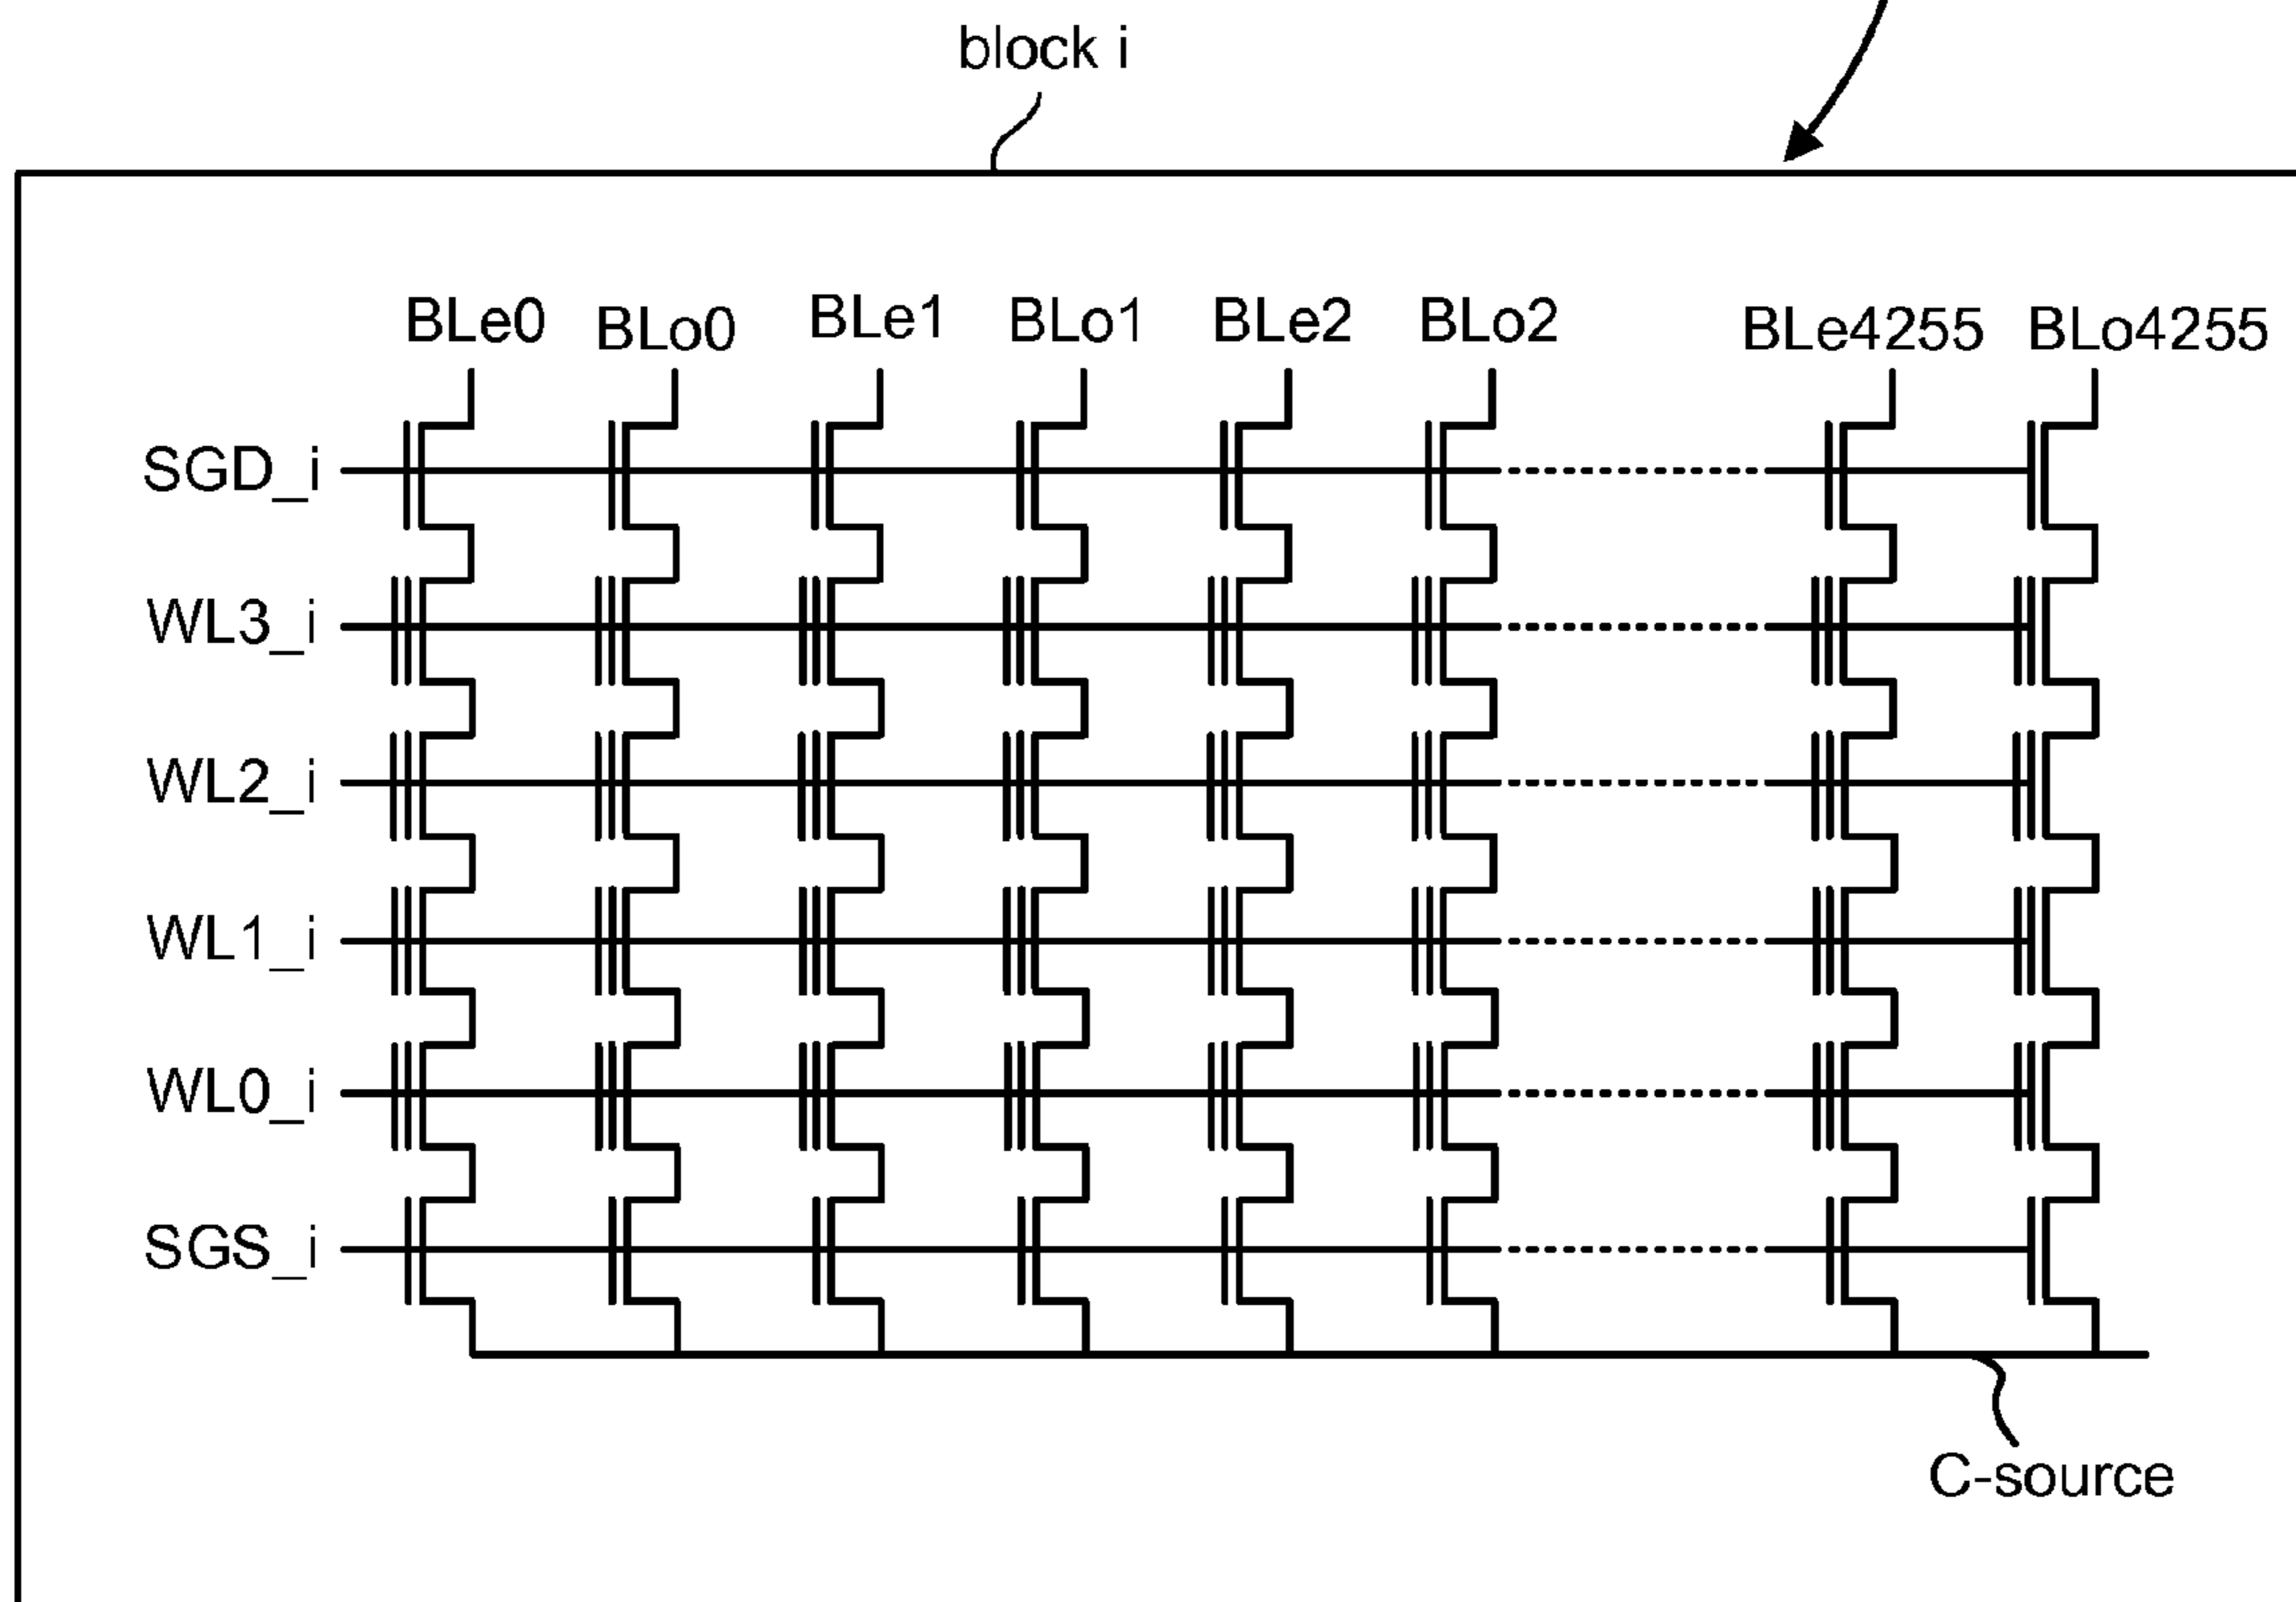 block i
BLe0 BLo0 BLe1 BLo1 BLe2 BLo2 BLe4255 BLo4255
SGD_i
WL3_i
WL2_i
WL1_i
WL0_i
SGS_i
C-source